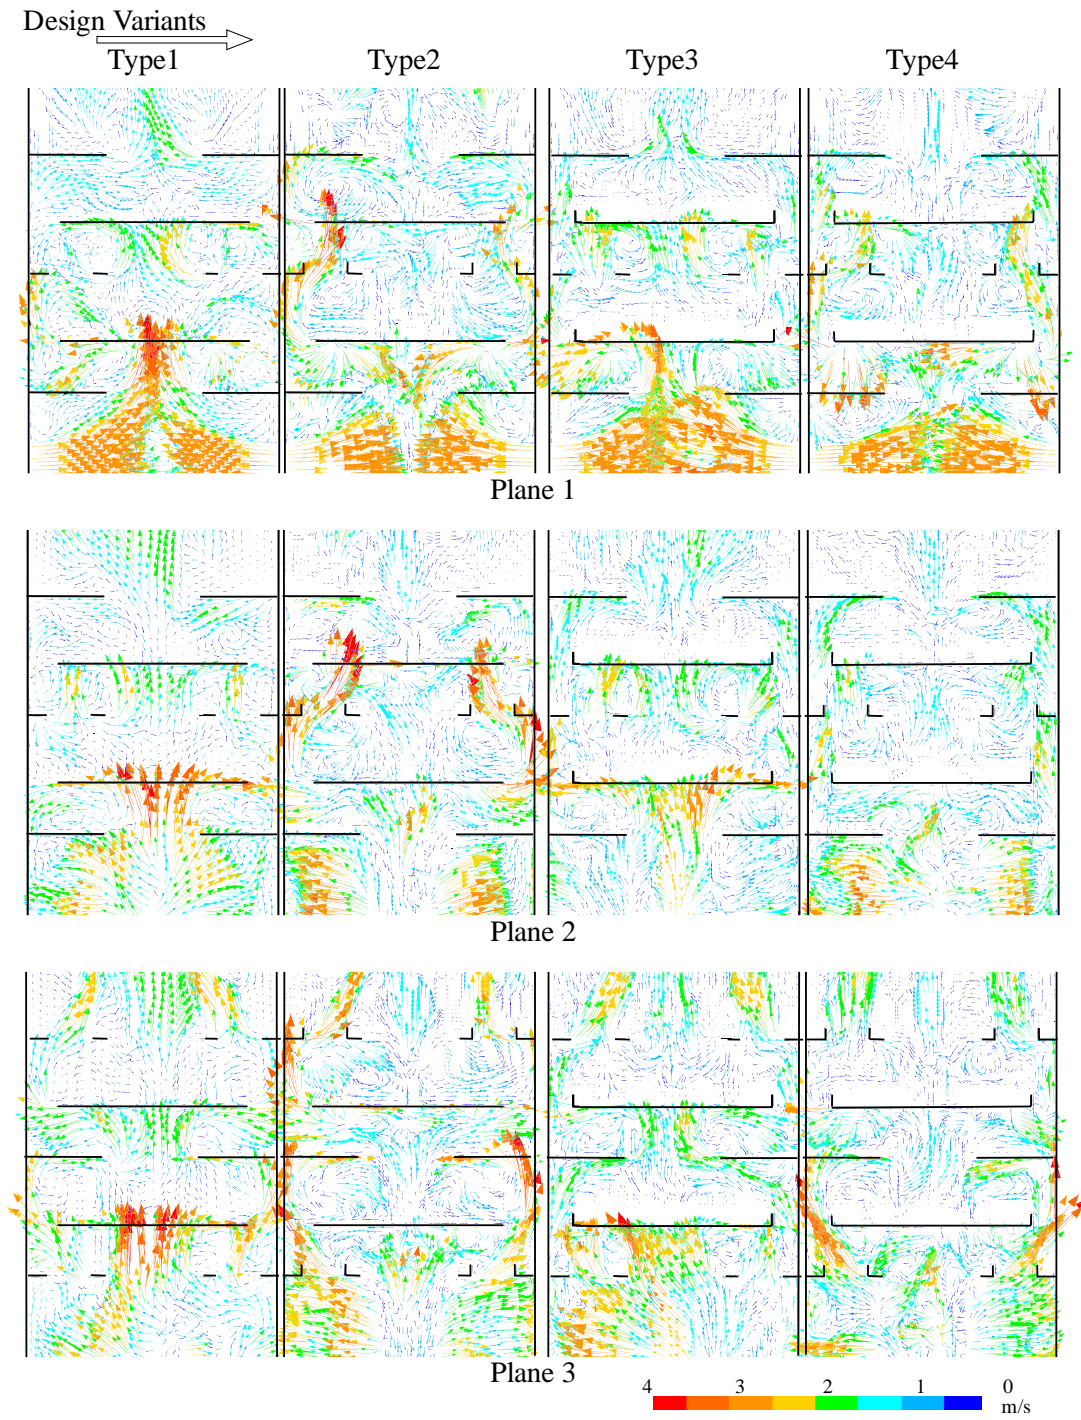 Design Variants
Type1 Type2 Type3 Type4
Plane 1
Plane 2
Plane 3
4 3 2 1 0
m/s